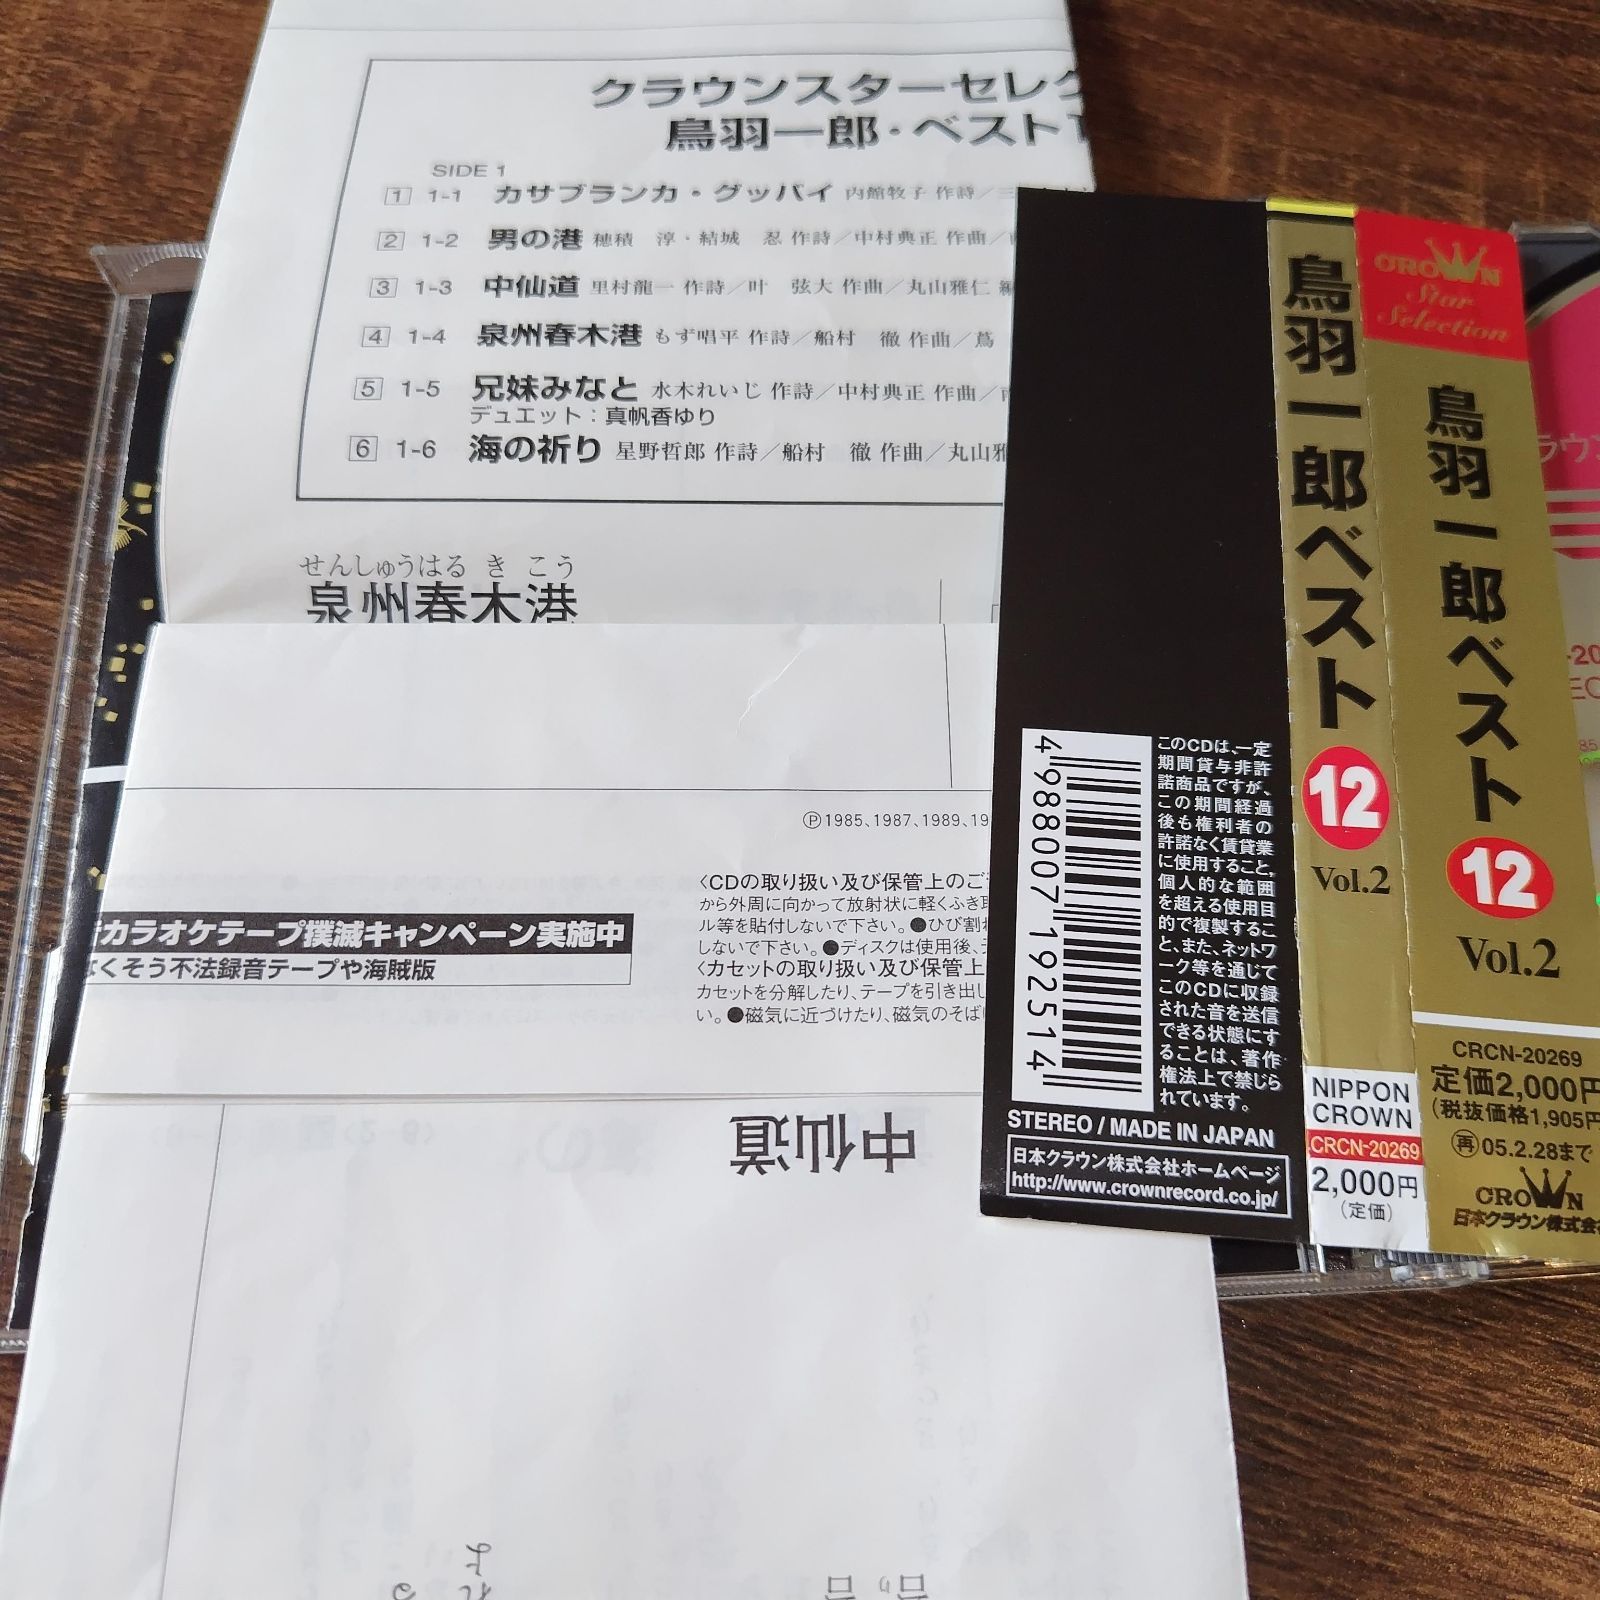 クラウンスターセレク
鳥羽一郎・ベスト1
SIDE 1
1 1-1 カサブランカ・グッバイ 内館牧子 作詩／三
2 1-2 男の港 穂積 淳・結城 忍 作詩／中村典正 作曲／
3 1-3 中仙道 里村龍一 作詩／叶 弦大 作曲／丸山雅仁 編
4 1-4 泉州春木港 もず唱平 作詩／船村 徹 作曲／蔦
5 1-5 兄妹みなと 水木れいじ 作詩／中村典正 作曲／
デュエット：真帆香ゆり
6 1-6 海の祈り 星野哲郎 作詩／船村 徹 作曲／丸山雅
せんしゅうはるきこう
泉州春木港
Ⓟ1985、1987、1989、19
カラオケテープ撲滅キャンペーン実施中
なくそう不法録音テープや海賊版
〈CDの取り扱い及び保管上のご
から外周に向かって放射状に軽くふき取
ル等を貼付しないで下さい。●ひび割れ
しないで下さい。●ディスクは使用後、
〈カセットの取り扱い及び保管上
カセットを分解したり、テープを引き出し
い。●磁気に近づけたり、磁気のそば
中仙道
4988007192514
このCDは、一定
期間貸与非許
諾商品ですが、
この期間経過
後も権利者の
許諾なく賃貸業
に使用すること、
個人的な範囲
を超える使用目
的で複製するこ
と、また、ネットワ
ーク等を通じて
このCDに収録
された音を送信
できる状態にす
ることは、著作
権法上で禁じら
れています。
STEREO / MADE IN JAPAN
日本クラウン株式会社ホームページ
http://www.crownrecord.co.jp/
鳥羽一郎ベスト
12
Vol.2
NIPPON
CROWN
CRCN-20269
2,000円
(定価)
CROWN
Star
Selection
鳥羽一郎ベスト
12
Vol.2
CRCN-20269
定価2,000円
(税抜価格1,905円
再05.2.28まで
CROWN
日本クラウン株式会